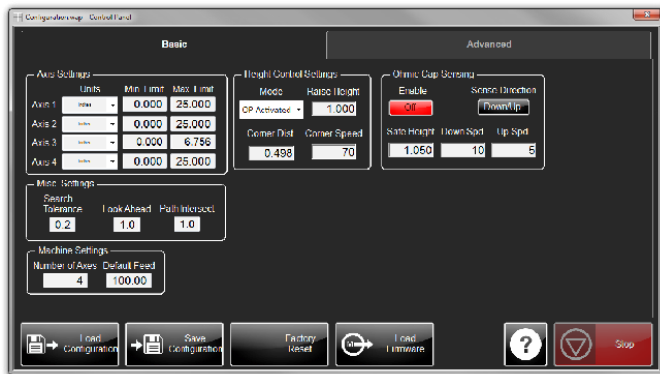 Configuration.wap - Control Panel
Basic
Advanced
Axis Settings
Units Min. Limit Max. Limit
Axis 1 Inches 0.000 25.000
Axis 2 Inches 0.000 25.000
Axis 3 Inches 0.000 6.756
Axis 4 Inches 0.000 25.000
Height Control Settings
Mode Raise Height
OP Activated 1.000
Corner Dist Corner Speed
0.498 70
Ohmic Cap Sensing
Enable Sense Direction
Off Down/Up
Safe Height Down Spd Up Spd
1.050 10 5
Misc. Settings
Search
Tolerance Look Ahead Path Intersect
0.2 1.0 1.0
Machine Settings
Number of Axes Default Feed
4 100.00
Load
Configuration
Save
Configuration
Factory
Reset
M
Load
Firmware
?
Stop